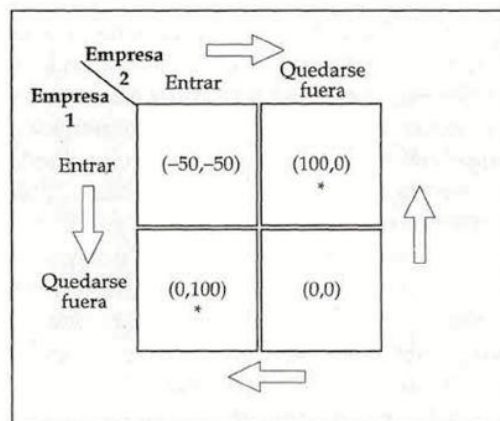 Empresa
2
Empresa
1
Entrar
Quedarse
fuera
Entrar
(–50,–50)
(100,0)
*
Quedarse
fuera
(0,100)
*
(0,0)